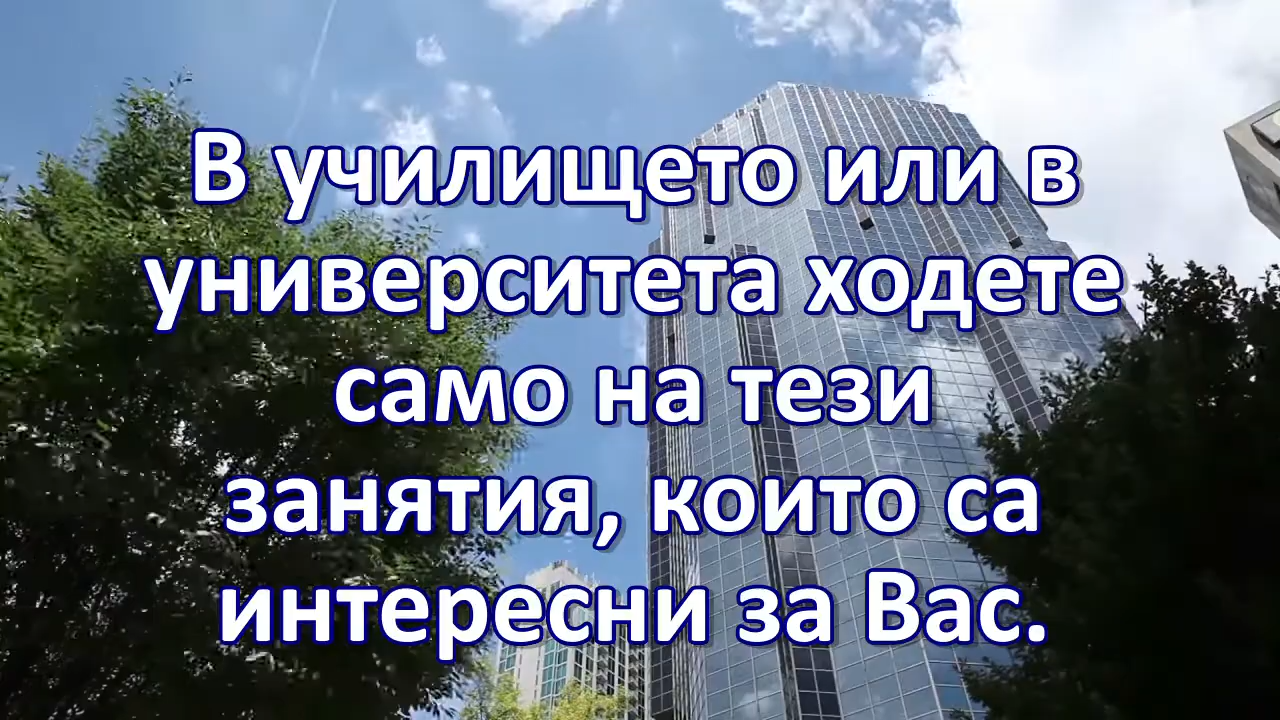 В училището или в
университета ходете
само на тези
занятия, които са
интересни за Вас.